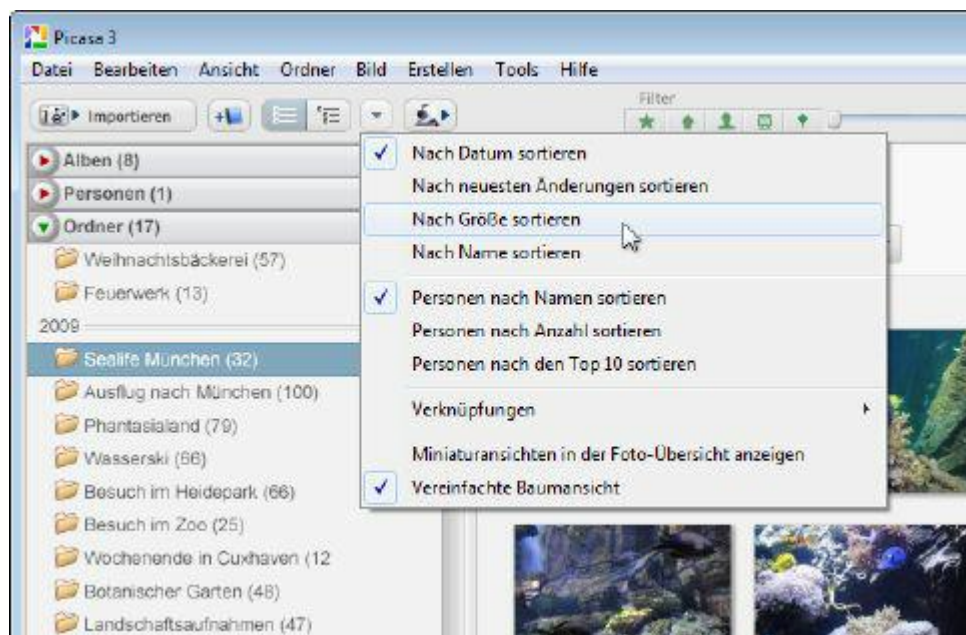 Picasa 3
Datei Bearbeiten Ansicht Ordner Bild Erstellen Tools Hilfe
Importieren
Filter
Alben (8)
Personen (1)
Ordner (17)
Weihnachtsbäckerei (57)
Feuerwerk (13)
2009
Sealife München (32)
Ausflug nach München (100)
Phantasialand (79)
Wasserski (66)
Besuch im Heidepark (66)
Besuch im Zoo (25)
Wochenende in Cuxhaven (12
Botanischer Garten (48)
Landschaftsaufnahmen (47)
Nach Datum sortieren
Nach neuesten Änderungen sortieren
Nach Größe sortieren
Nach Name sortieren
Personen nach Namen sortieren
Personen nach Anzahl sortieren
Personen nach den Top 10 sortieren
Verknüpfungen
Miniaturansichten in der Foto-Übersicht anzeigen
Vereinfachte Baumansicht